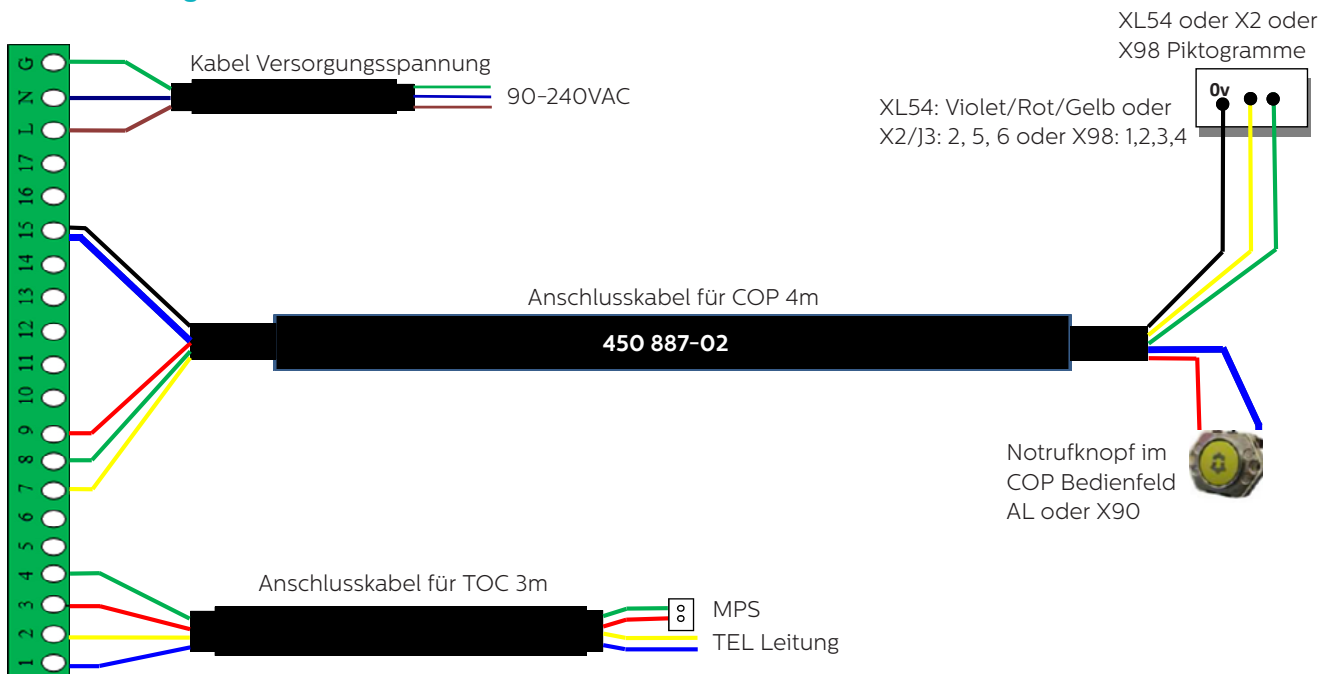 XL54 oder X2 oder
X98 Piktogramme
Kabel Versorgungsspannung
90-240VAC
0v
XL54: Violet/Rot/Gelb oder
X2/J3: 2, 5, 6 oder X98: 1,2,3,4
G
N
L
17
16
15
14
13
12
11
10
9
8
7
6
5
4
3
2
1
Anschlusskabel für COP 4m
450 887-02
Notrufknopf im
COP Bedienfeld
AL oder X90
Anschlusskabel für TOC 3m
MPS
TEL Leitung